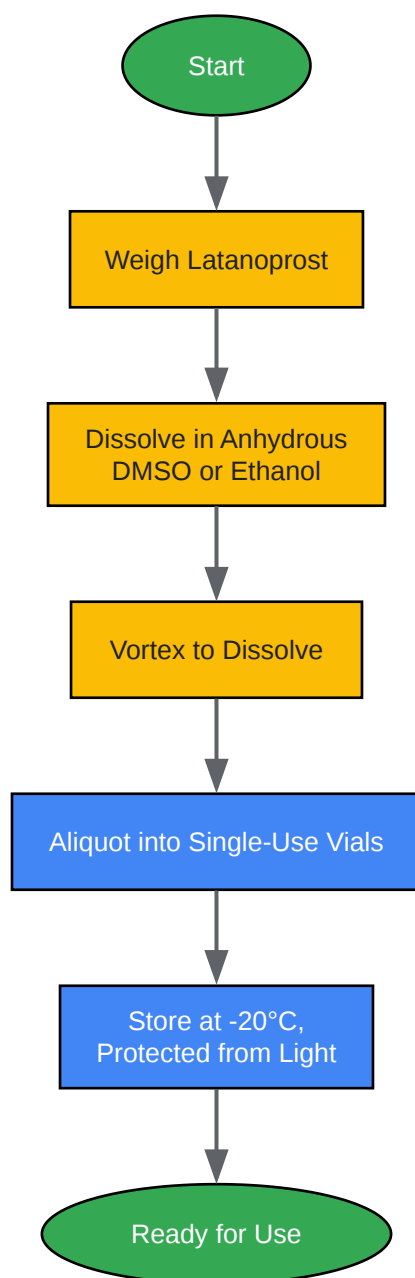 Start
Weigh Latanoprost
Dissolve in Anhydrous
DMSO or Ethanol
Vortex to Dissolve
Aliquot into Single-Use Vials
Store at -20°C,
Protected from Light
Ready for Use